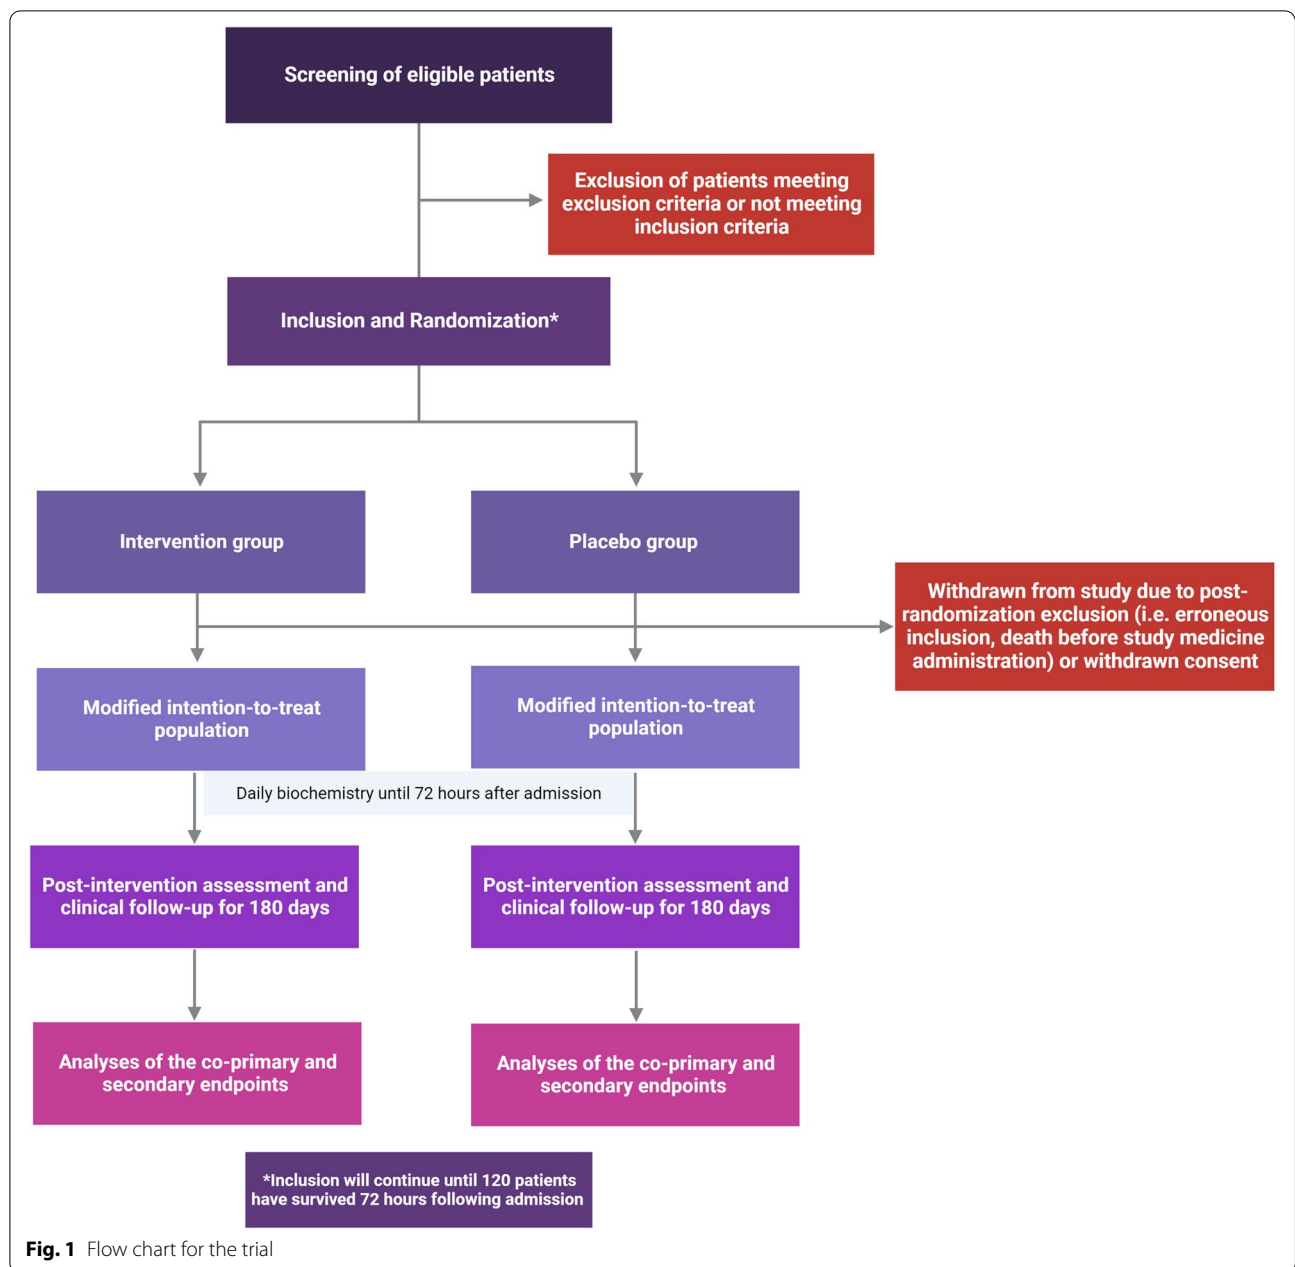 Screening of eligible patients
Exclusion of patients meeting
exclusion criteria or not meeting
inclusion criteria
Inclusion and Randomization*
Intervention group
Placebo group
Withdrawn from study due to post-
randomization exclusion (i.e. erroneous
inclusion, death before study medicine
administration) or withdrawn consent
Modified intention-to-treat
population
Modified intention-to-treat
population
Daily biochemistry until 72 hours after admission
Post-intervention assessment and
clinical follow-up for 180 days
Post-intervention assessment and
clinical follow-up for 180 days
Analyses of the co-primary and
secondary endpoints
Analyses of the co-primary and
secondary endpoints
*Inclusion will continue until 120 patients
have survived 72 hours following admission
Fig. 1 Flow chart for the trial